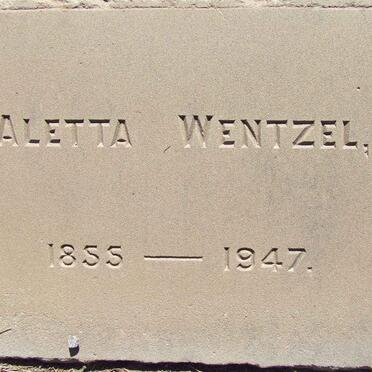 ALETTA WENTZEL,
1855 — 1947.